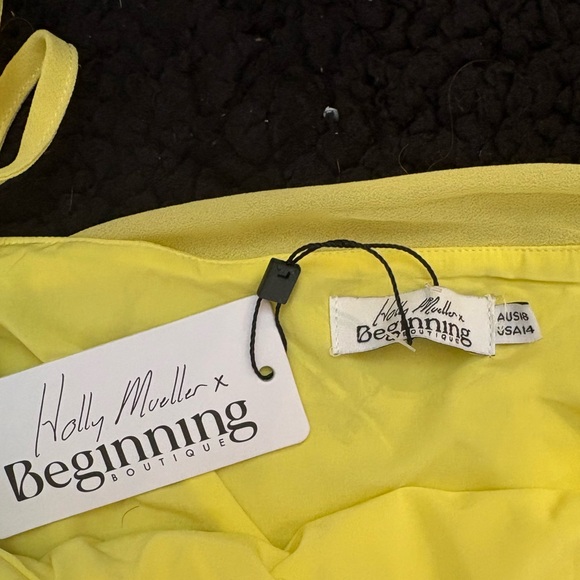 Holly Mueller x
Beginning
BOUTIQUE
Holly Mueller x
Beginning
BOUTIQUE
AUS18
USA14